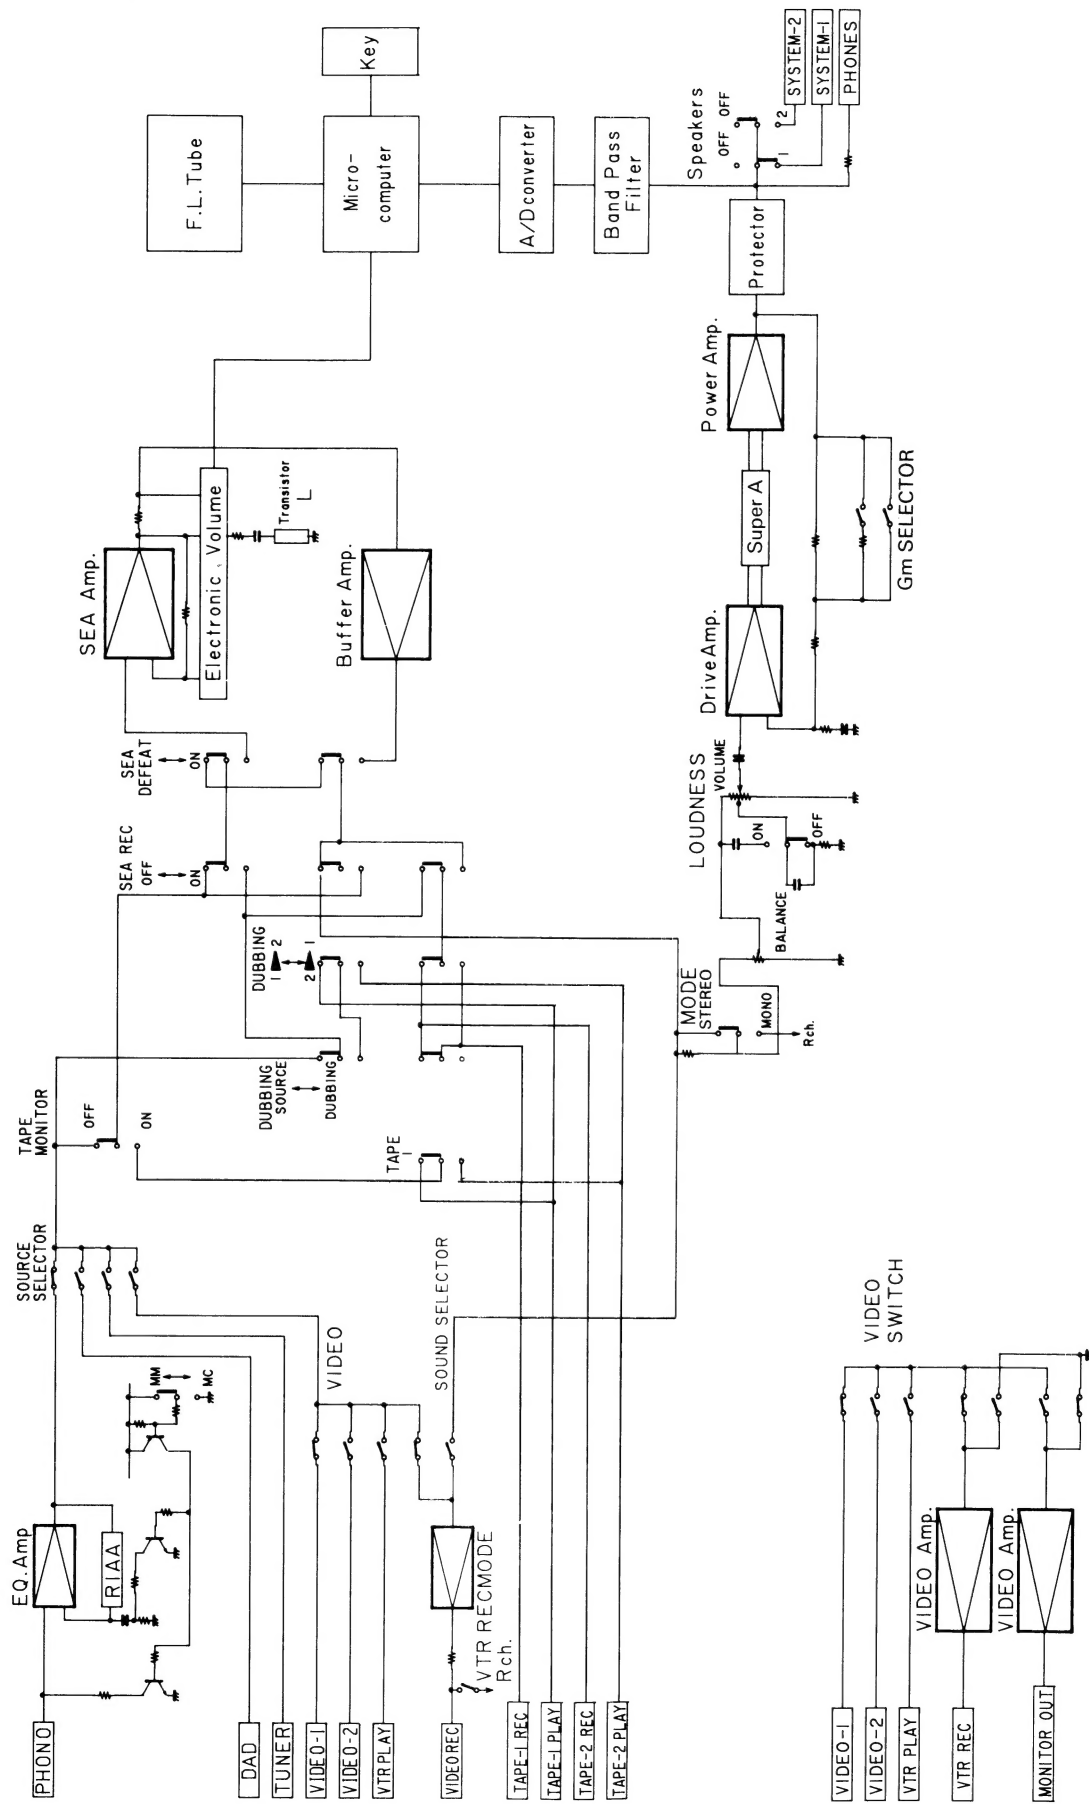 PHONO
EQ.Amp
RIAA
MM
MC
SOURCE
SELECTOR
TAPE
MONITOR
OFF
ON
DAD
TUNER
VIDEO-1
VIDEO-2
VTR PLAY
VIDEO REC
VIDEO
SOUND SELECTOR
VTR RECMODE
Rch.
TAPE-1 REC
TAPE-1 PLAY
TAPE-2 REC
TAPE-2 PLAY
TAPE
1
DUBBING
SOURCE
DUBBING
DUBBING
1 2
2 1
SEA REC
OFF
ON
SEA
DEFEAT
ON
SEA Amp.
Electronic, Volume
Transistor
L
Buffer Amp.
F.L.Tube
Micro-
computer
Key
A/D converter
Band Pass
Filter
Speakers
OFF OFF
1
2
SYSTEM-2
SYSTEM-1
PHONES
MODE
STEREO
MONO
Rch.
BALANCE
LOUDNESS
ON
OFF
VOLUME
Drive Amp.
Super A
Power Amp.
Protector
Gm SELECTOR
VIDEO
SWITCH
VIDEO-1
VIDEO-2
VTR PLAY
VTR REC
MONITOR OUT
VIDEO Amp.
VIDEO Amp.